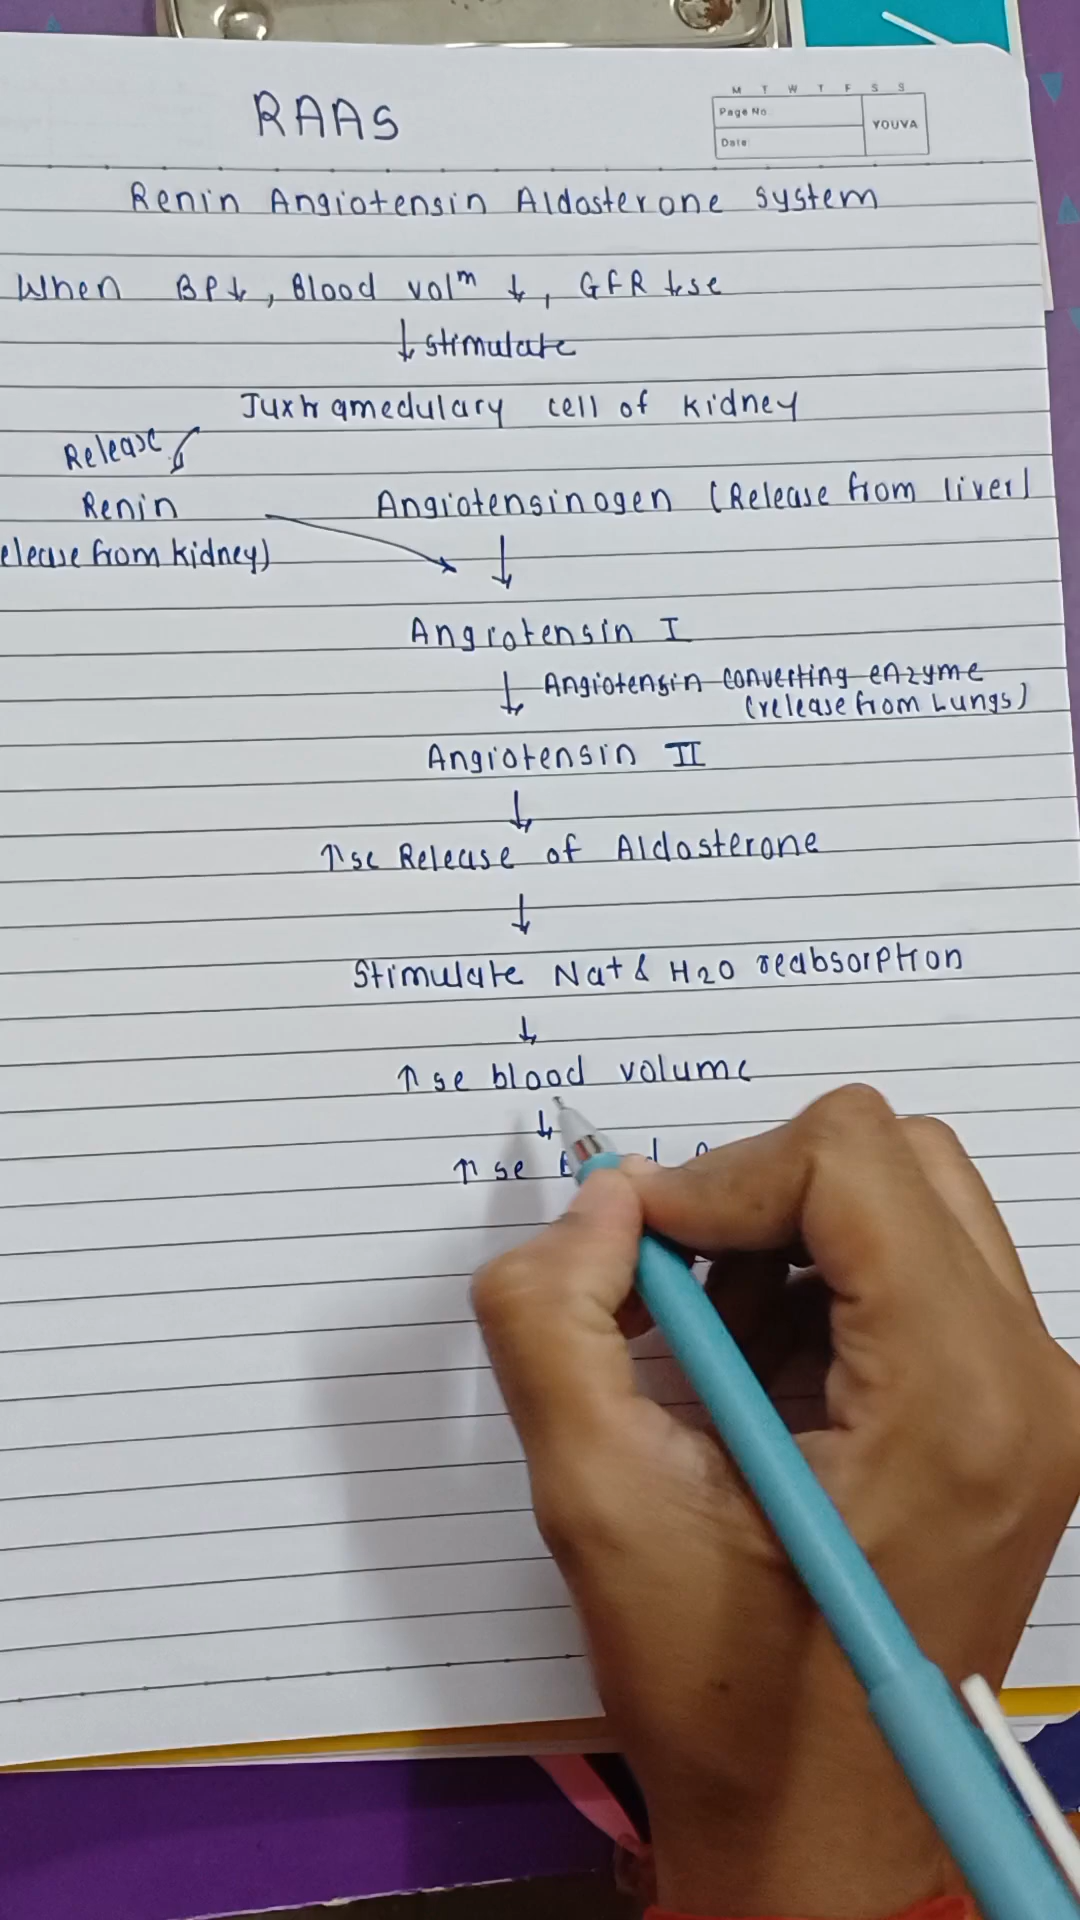 RAAS
M T W T F S S
Page No.
YOUVA
Date:
Renin Angiotensin Aldosterone System
When BP↓, Blood volᵐ ↓, GFR ↓se
↓ stimulate
Juxtramedulary cell of kidney
Release
Renin
Angiotensinogen (Release from liver)
elease from kidney)
↓
Angiotensin I
↓ Angiotensin converting enzyme
(release from Lungs)
Angiotensin II
↓
↑se Release of Aldosterone
↓
Stimulate Na+ & H2O reabsorption
↓
↑se blood volume
↓
↑se